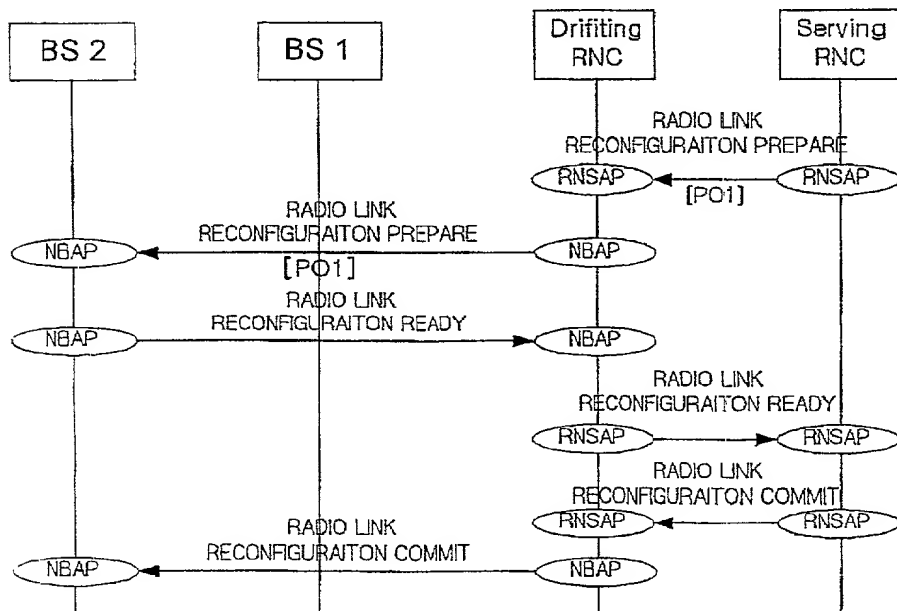 BS 2
BS 1
Drifiting
RNC
Serving
RNC
RADIO LINK
RECONFIGURAITON PREPARE
RNSAP
[PO1]
RNSAP
RADIO LINK
RECONFIGURAITON PREPARE
NBAP
[PO1]
NBAP
RADIO LINK
RECONFIGURAITON READY
NBAP
NBAP
RADIO LINK
RECONFIGURAITON READY
RNSAP
RNSAP
RADIO LINK
RECONFIGURAITON COMMIT
RNSAP
RNSAP
RADIO LINK
RECONFIGURAITON COMMIT
NBAP
NBAP